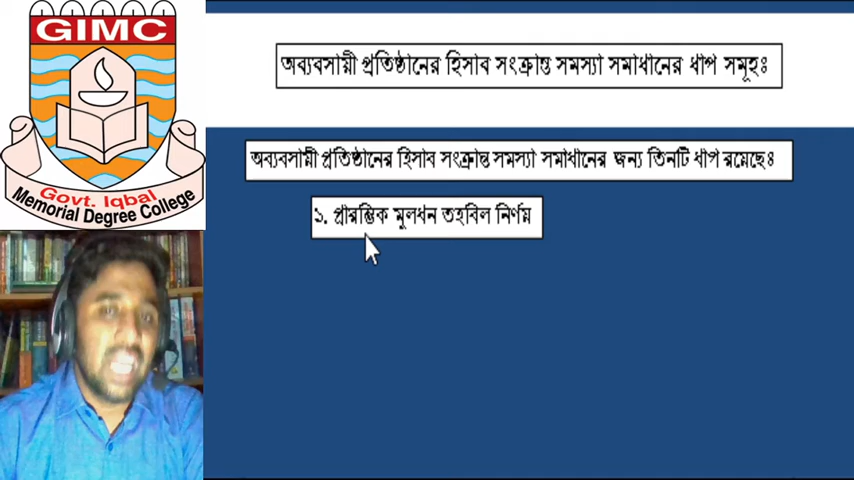 GIMC
Govt. Iqbal
Memorial Degree College
অব্যবসায়ী প্রতিষ্ঠানের হিসাব সংক্রান্ত সমস্যা সমাধানের ধাপ সমূহঃ
অব্যবসায়ী প্রতিষ্ঠানের হিসাব সংক্রান্ত সমস্যা সমাধানের জন্য তিনটি ধাপ রয়েছেঃ
১. প্রারম্ভিক মুলধন তহবিল নির্ণয়